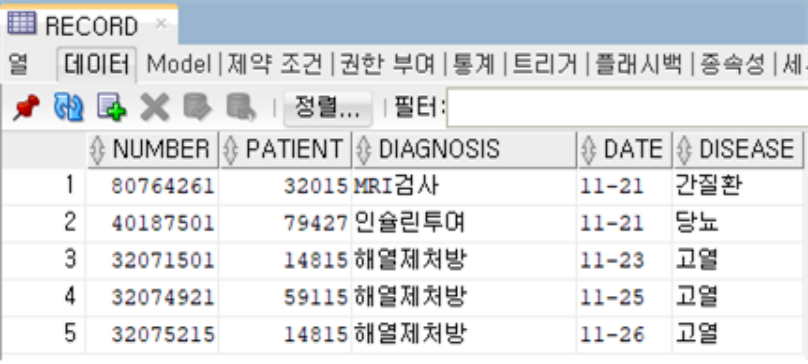 RECORD
열 데이터 Model 제약 조건 권한 부여 통계 트리거 플래시백 종속성
정렬... 필터:
NUMBER PATIENT DIAGNOSIS DATE DISEASE
1 80764261 32015 MRI검사 11-21 간질환
2 40187501 79427 인슐린투여 11-21 당뇨
3 32071501 14815 해열제처방 11-23 고열
4 32074921 59115 해열제처방 11-25 고열
5 32075215 14815 해열제처방 11-26 고열